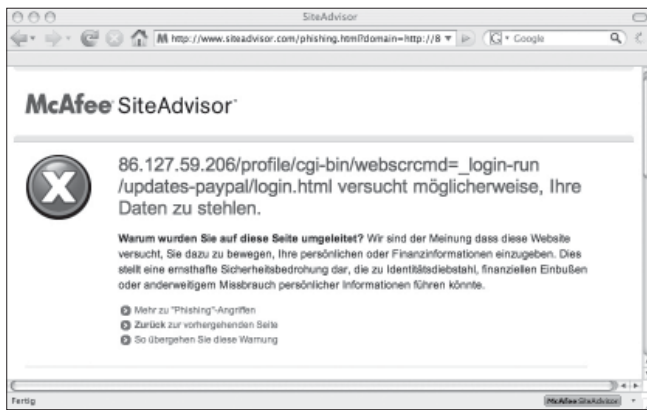 SiteAdvisor
http://www.siteadvisor.com/phishing.html?domain=http://8
Google
McAfee SiteAdvisor
86.127.59.206/profile/cgi-bin/webscrcmd=_login-run
/updates-paypal/login.html versucht möglicherweise, Ihre
Daten zu stehlen.
Warum wurden Sie auf diese Seite umgeleitet? Wir sind der Meinung dass diese Website
versucht, Sie dazu zu bewegen, Ihre persönlichen oder Finanzinformationen einzugeben. Dies
stellt eine ernsthafte Sicherheitsbedrohung dar, die zu Identitätsdiebstahl, finanziellen Einbußen
oder anderweitigem Missbrauch persönlicher Informationen führen könnte.
Mehr zu "Phishing"-Angriffen
Zurück zur vorhergehenden Seite
So übergehen Sie diese Warnung
Fertig
McAfee SiteAdvisor